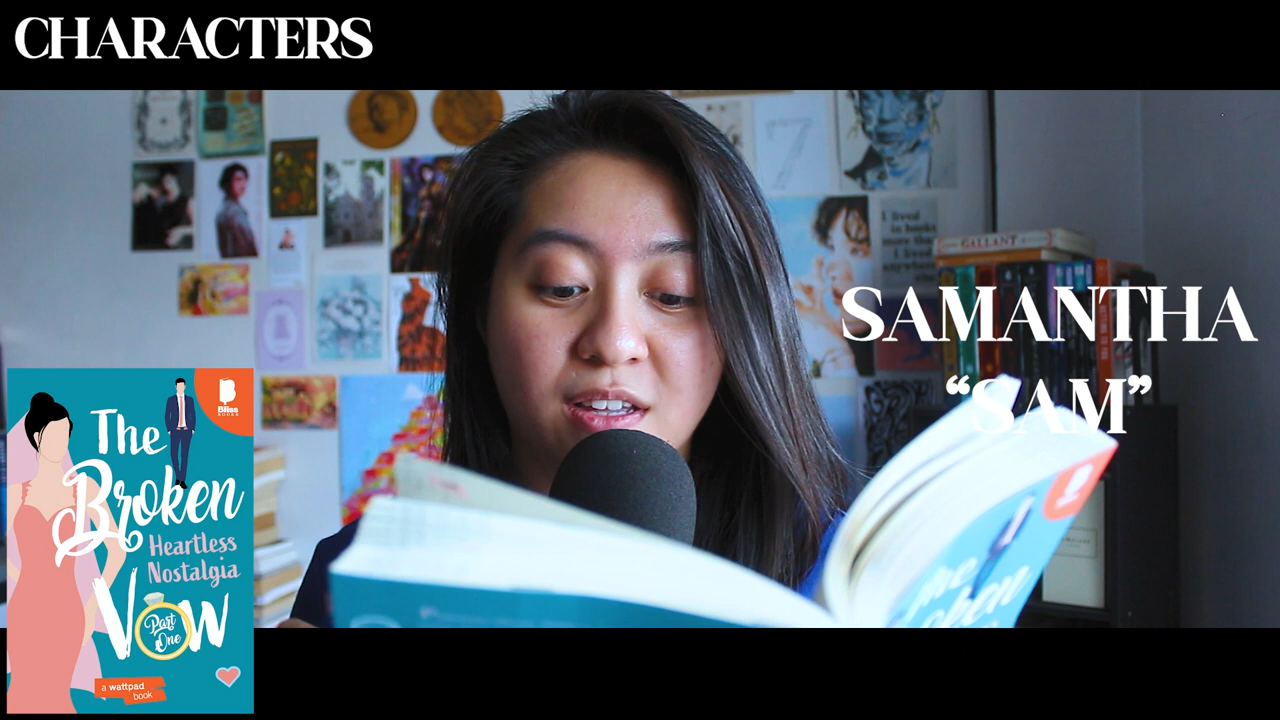 CHARACTERS
7
I lived
in books
more than
I lived
anywhere
GALLANT
SAMANTHA
“SAM”
Bliss
BOOKS
The
Broken
Heartless
Nostalgia
Vow
Part
One
a wattpad
book